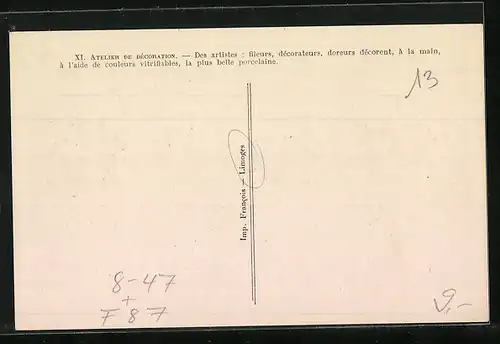 XI. ATELIER DE DÉCORATION. — Des artistes : fileurs, décorateurs, doreurs décorent, à la main,
à l'aide de couleurs vitrifiables, la plus belle porcelaine.
13
Imp. François — Limoges
8-47
+
F 87
9,-